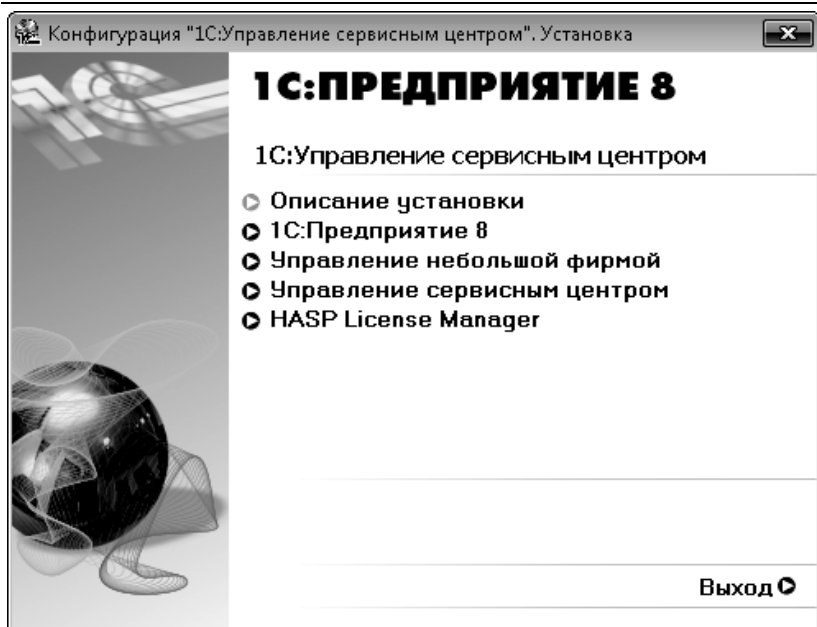 Конфигурация "1С:Управление сервисным центром". Установка
1С:ПРЕДПРИЯТИЕ 8
1С:Управление сервисным центром
Описание установки
1С:Предприятие 8
Управление небольшой фирмой
Управление сервисным центром
HASP License Manager
Выход